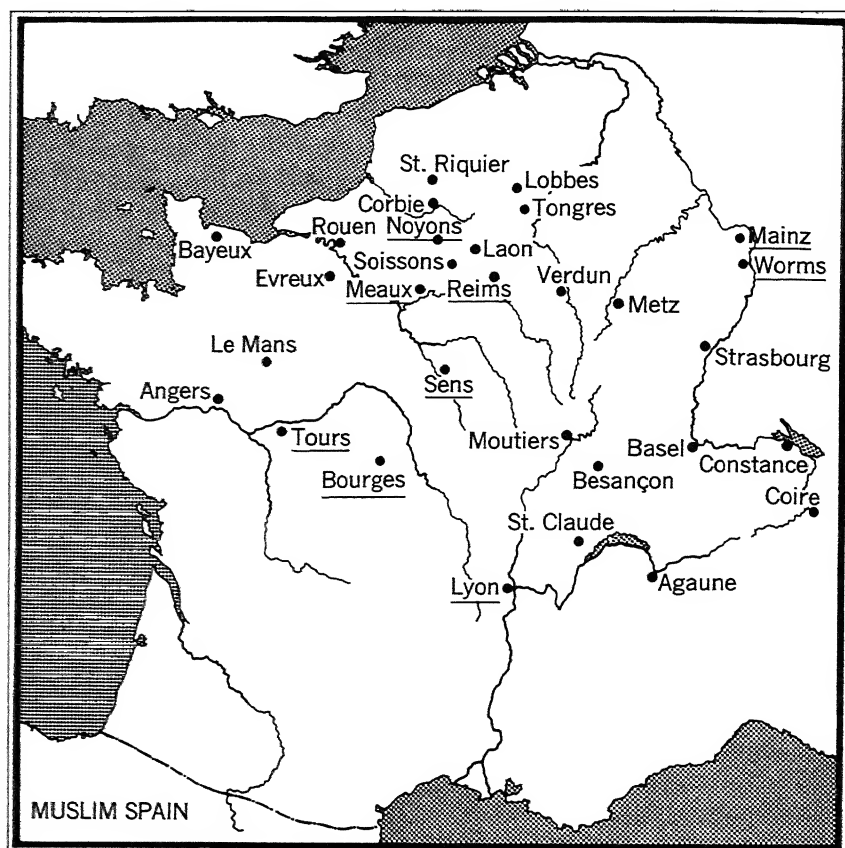 St. Riquier
Lobbes
Corbie
Tongres
Bayeux
Rouen
Noyons
Laon
Mainz
Soissons
Worms
Evreux
Meaux
Reims
Verdun
Metz
Le Mans
Strasbourg
Angers
Sens
Tours
Moutiers
Basel
Constance
Bourges
Besançon
Coire
St. Claude
Lyon
Agaune
MUSLIM SPAIN